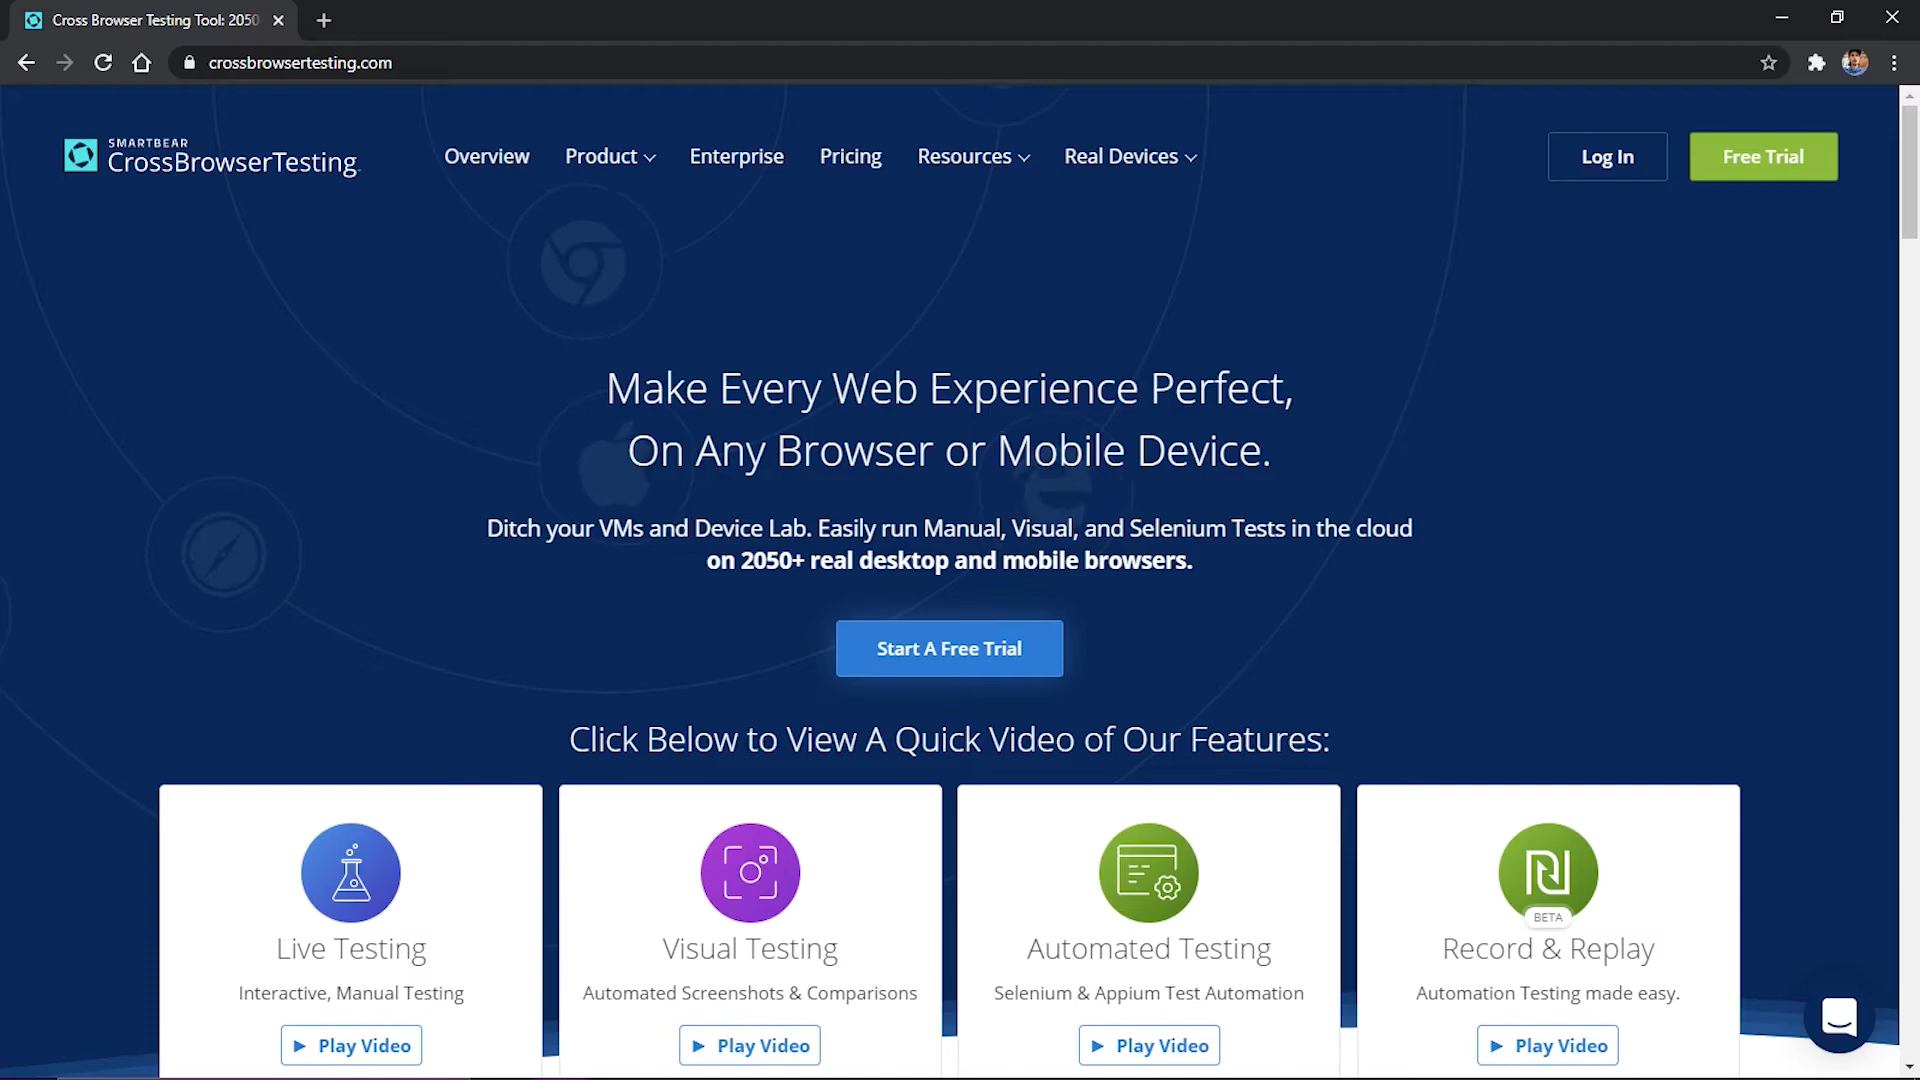 Cross Browser Testing Tool: 2050
crossbrowsertesting.com
SMARTBEAR
CrossBrowserTesting
Overview
Product
Enterprise
Pricing
Resources
Real Devices
Log In
Free Trial
Make Every Web Experience Perfect,
On Any Browser or Mobile Device.
Ditch your VMs and Device Lab. Easily run Manual, Visual, and Selenium Tests in the cloud
on 2050+ real desktop and mobile browsers.
Start A Free Trial
Click Below to View A Quick Video of Our Features:
Live Testing
Interactive, Manual Testing
Play Video
Visual Testing
Automated Screenshots & Comparisons
Play Video
Automated Testing
Selenium & Appium Test Automation
Play Video
BETA
Record & Replay
Automation Testing made easy.
Play Video